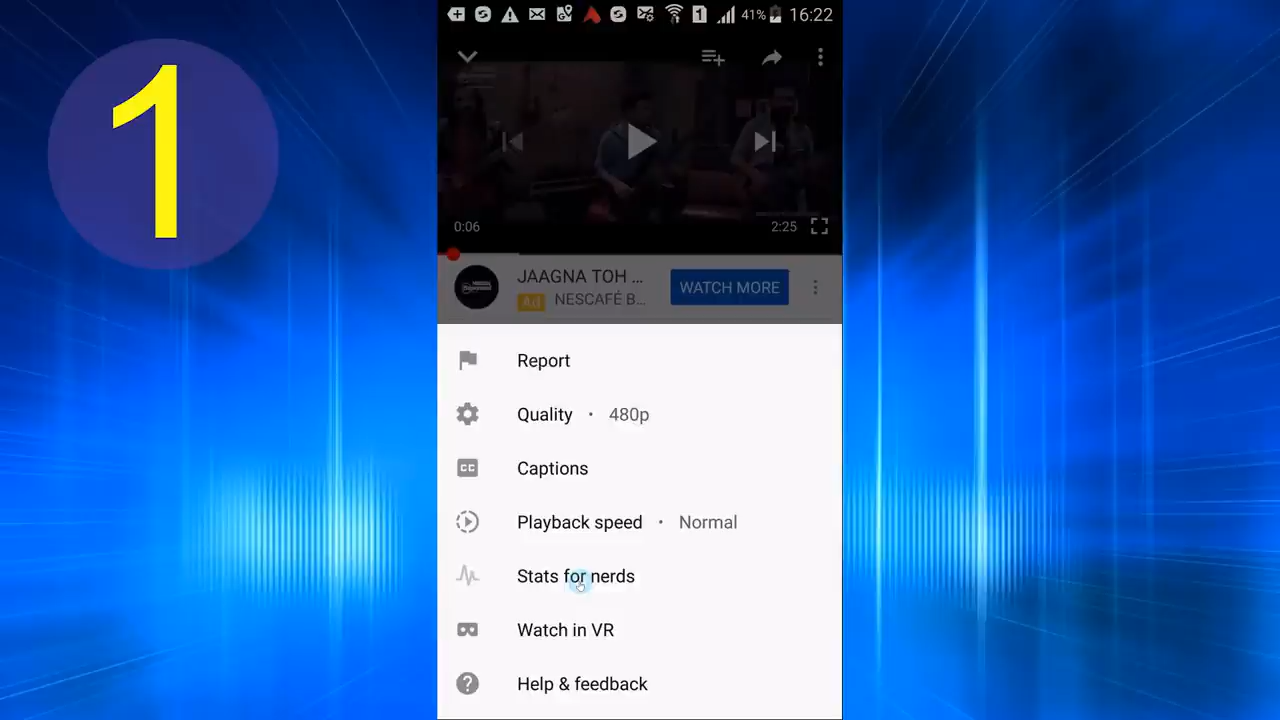 1
1 41% 16:22
0:06 2:25
JAAGNA TOH ...
WATCH MORE
Ad NESCAFÉ B...
Report
Quality • 480p
Captions
Playback speed • Normal
Stats for nerds
Watch in VR
Help & feedback